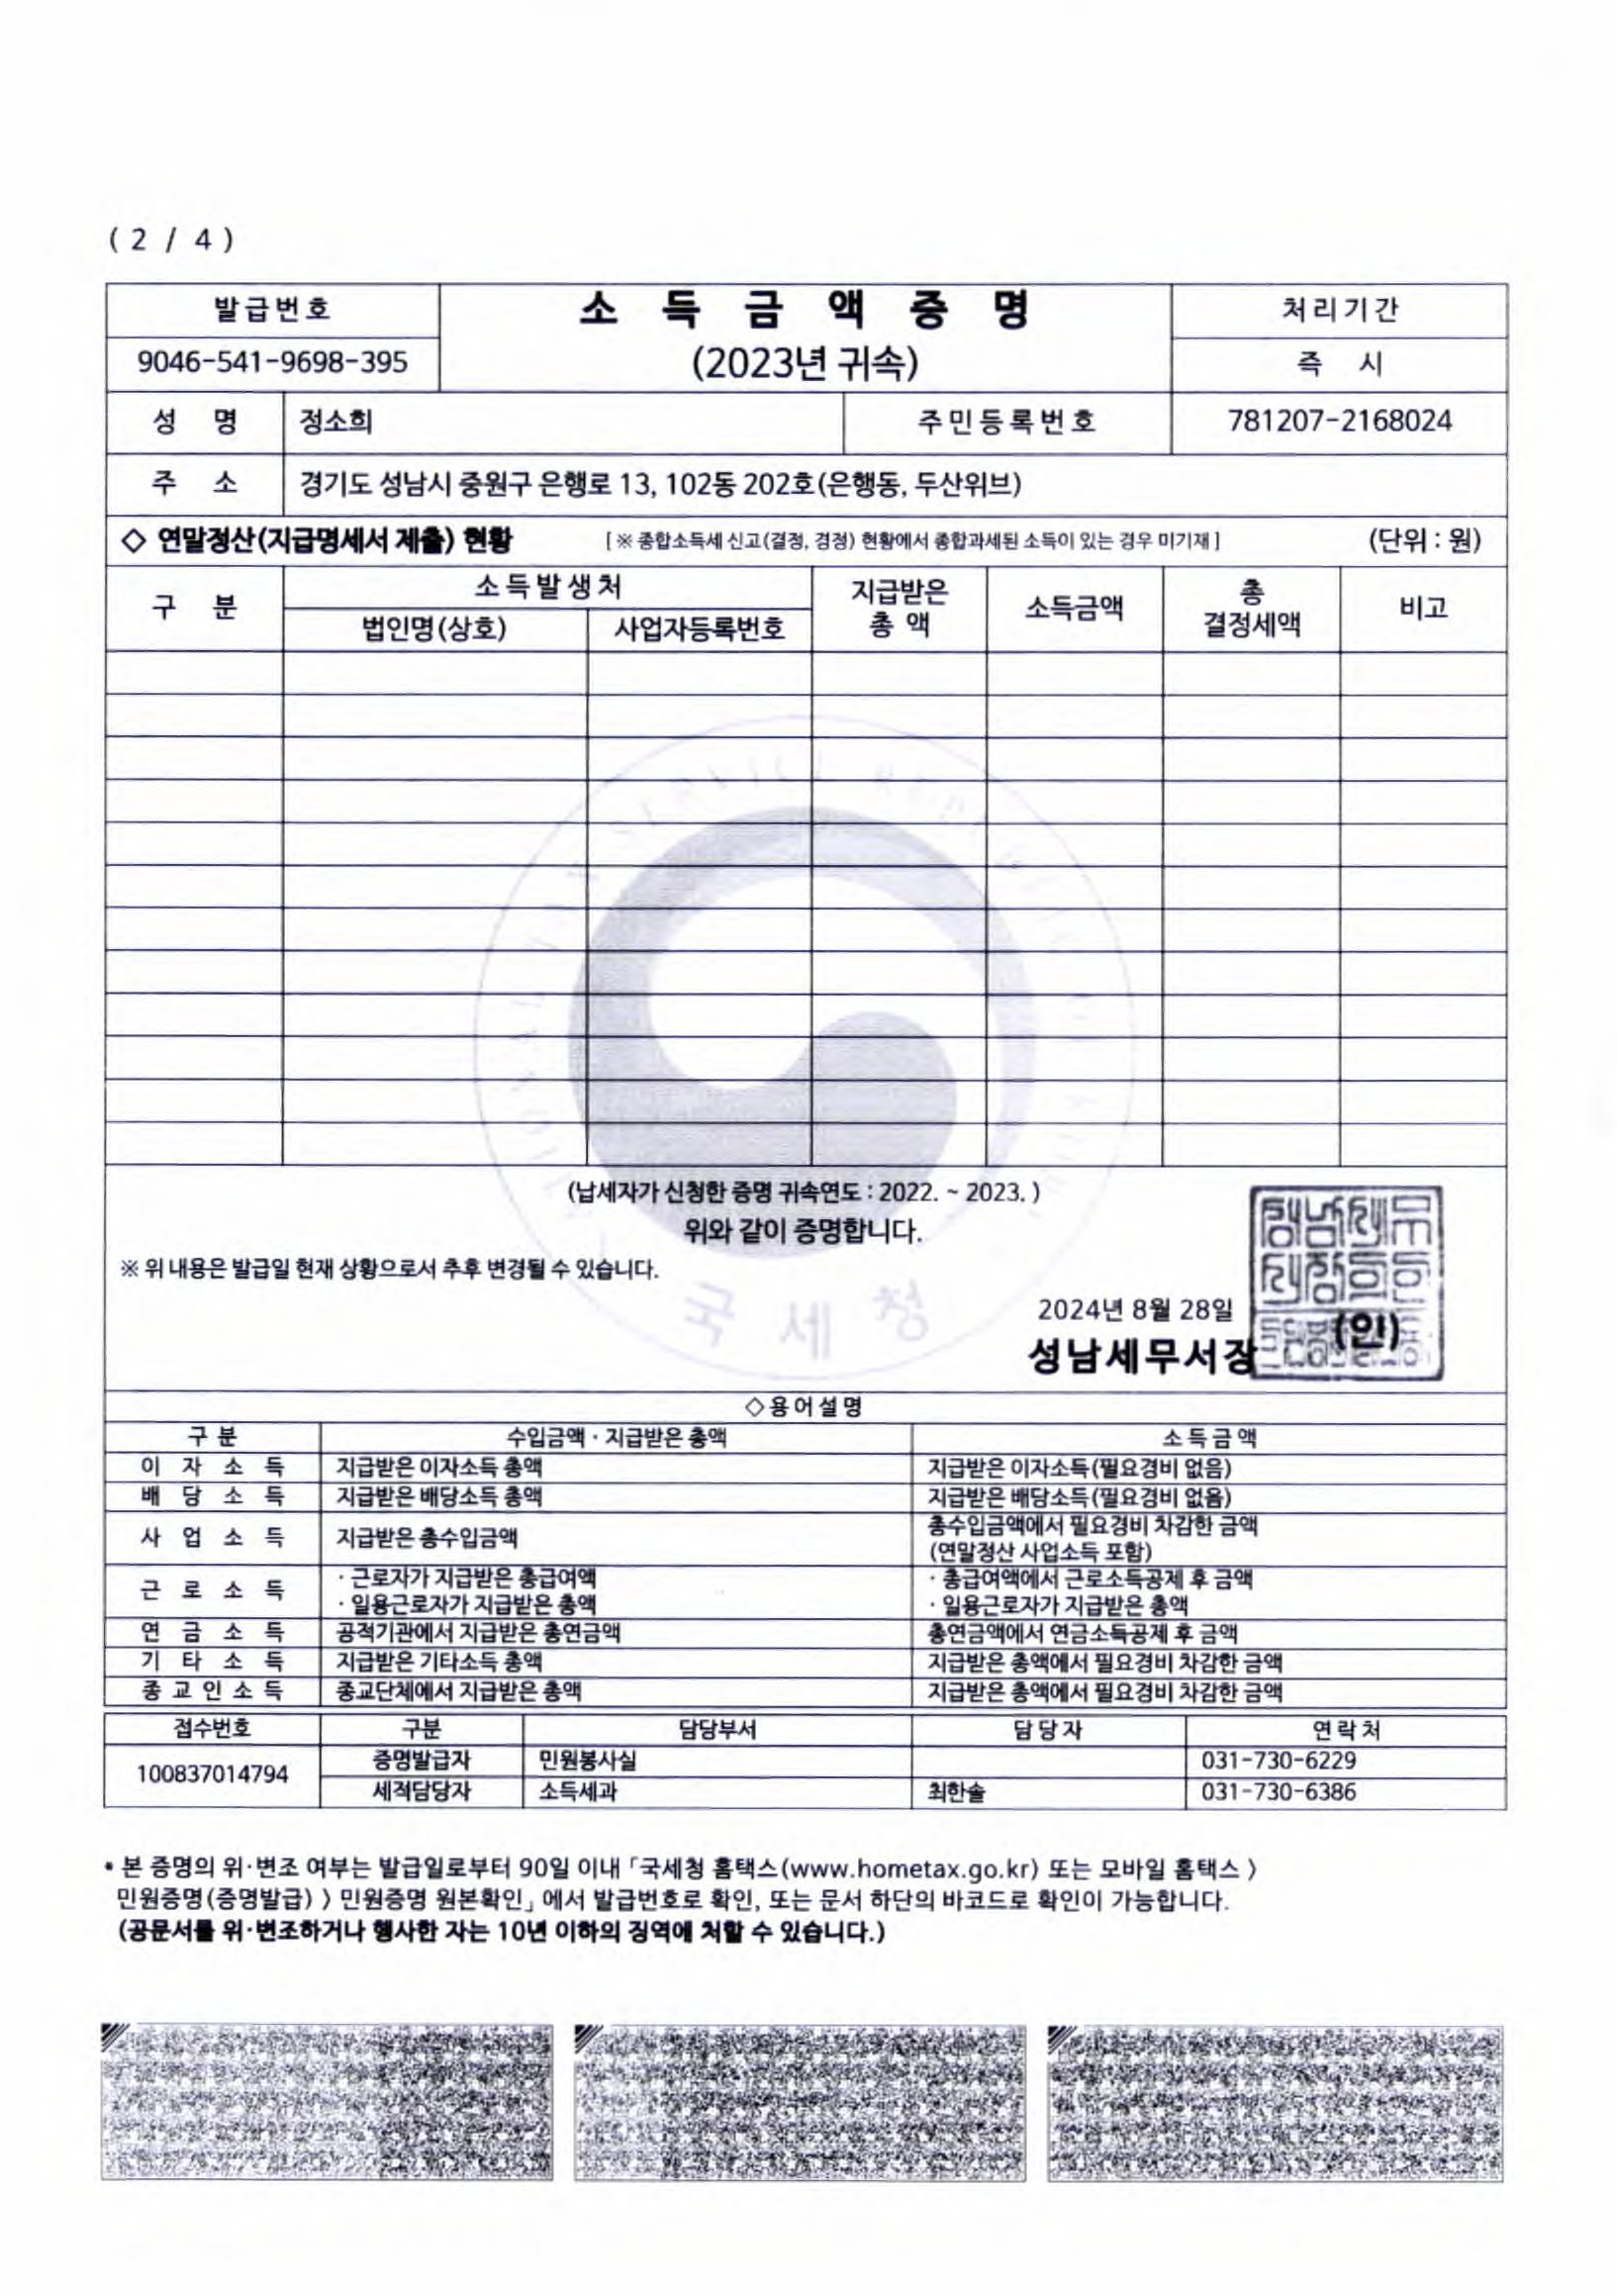 ( 2 / 4 )
발급번호
소 득 금 액 증 명
처리기간
9046-541-9698-395
(2023년 귀속)
즉 시
성 명 정소희 주민등록번호 781207-2168024
주 소 경기도 성남시 중원구 은행로 13, 102동 202호(은행동, 두산위브)
◇ 연말정산(지급명세서 제출) 현황 [ ※ 종합소득세 신고(결정, 경정) 현황에서 종합과세된 소득이 있는 경우 미기재 ] (단위 : 원)
구 분 소득발생처 지급받은 총 액 소득금액 총 결정세액 비고
법인명(상호) 사업자등록번호
(납세자가 신청한 증명 귀속연도 : 2022. ~ 2023. )
위와 같이 증명합니다.
※ 위 내용은 발급일 현재 상황으로서 추후 변경될 수 있습니다.
국 세 청
2024년 8월 28일
성남세무서장 (인)
◇용어설명
구 분 수입금액 · 지급받은 총액 소 득 금 액
이 자 소 득 지급받은 이자소득 총액 지급받은 이자소득(필요경비 없음)
배 당 소 득 지급받은 배당소득 총액 지급받은 배당소득(필요경비 없음)
사 업 소 득 지급받은 총수입금액 총수입금액에서 필요경비 차감한 금액
(연말정산 사업소득 포함)
근 로 소 득 · 근로자가 지급받은 총급여액 · 총급여액에서 근로소득공제 후 금액
· 일용근로자가 지급받은 총액 · 일용근로자가 지급받은 총액
연 금 소 득 공적기관에서 지급받은 총연금액 총연금액에서 연금소득공제 후 금액
기 타 소 득 지급받은 기타소득 총액 지급받은 총액에서 필요경비 차감한 금액
종 교 인 소 득 종교단체에서 지급받은 총액 지급받은 총액에서 필요경비 차감한 금액
접수번호 구분 담당부서 담 당 자 연 락 처
100837014794 증명발급자 민원봉사실 031-730-6229
세적담당자 소득세과 최한솔 031-730-6386
* 본 증명의 위·변조 여부는 발급일로부터 90일 이내 「국세청 홈택스(www.hometax.go.kr) 또는 모바일 홈택스 〉
민원증명(증명발급) 〉 민원증명 원본확인」 에서 발급번호로 확인, 또는 문서 하단의 바코드로 확인이 가능합니다.
(공문서를 위·변조하거나 행사한 자는 10년 이하의 징역에 처할 수 있습니다.)